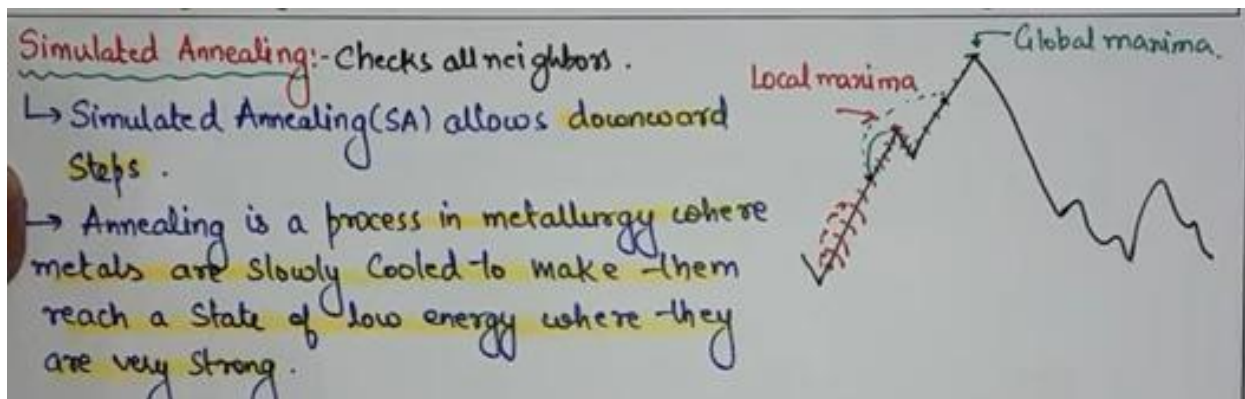 Simulated Annealing:- Checks all neighbors.
↳ Simulated Annealing(SA) allows downward
Steps.
→ Annealing is a process in metallurgy where
metals are slowly Cooled to make them
reach a State of low energy where they
are very Strong.
Global maxima.
Local maxima